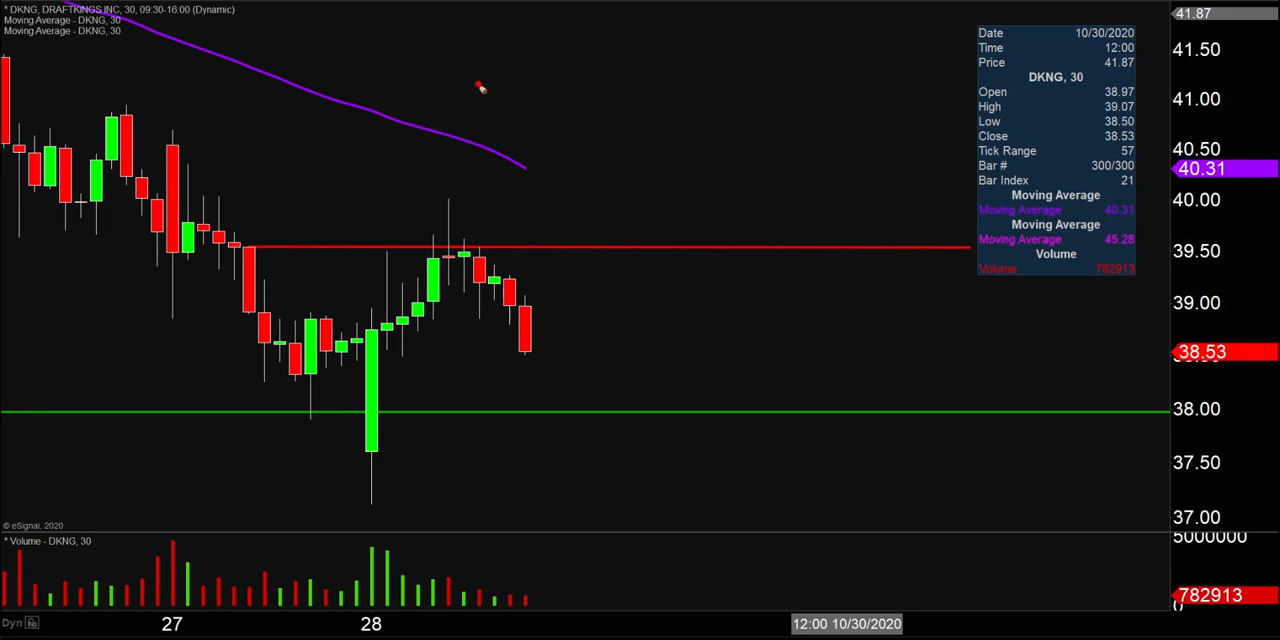 * DKNG, DRAFTKINGS INC, 30, 09:30-16:00 (Dynamic)
Moving Average - DKNG, 30
Moving Average - DKNG, 30
41.87
41.50
41.00
40.50
40.31
40.00
39.50
39.00
38.53
38.00
37.50
37.00
Date 10/30/2020
Time 12:00
Price 41.87
DKNG, 30
Open 38.97
High 39.07
Low 38.50
Close 38.53
Tick Range 57
Bar # 300/300
Bar Index 21
Moving Average
Moving Average 40.31
Moving Average
Moving Average 45.28
Volume
Volume 782913
© eSignal, 2020
* Volume - DKNG, 30
5000000
782913
0
Dyn
27
28
12:00 10/30/2020